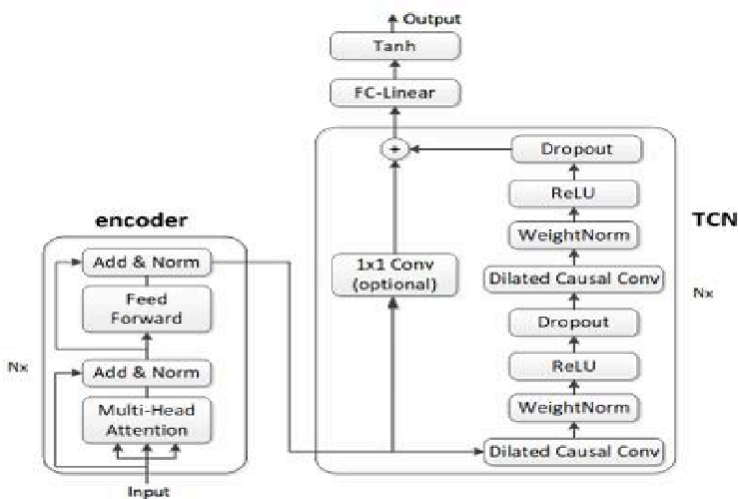 Output
Tanh
FC-Linear
+
Dropout
ReLU
WeightNorm
Dilated Causal Conv
Dropout
ReLU
WeightNorm
Dilated Causal Conv
1x1 Conv
(optional)
TCN
Nx
encoder
Add & Norm
Feed
Forward
Add & Norm
Multi-Head
Attention
Nx
Input